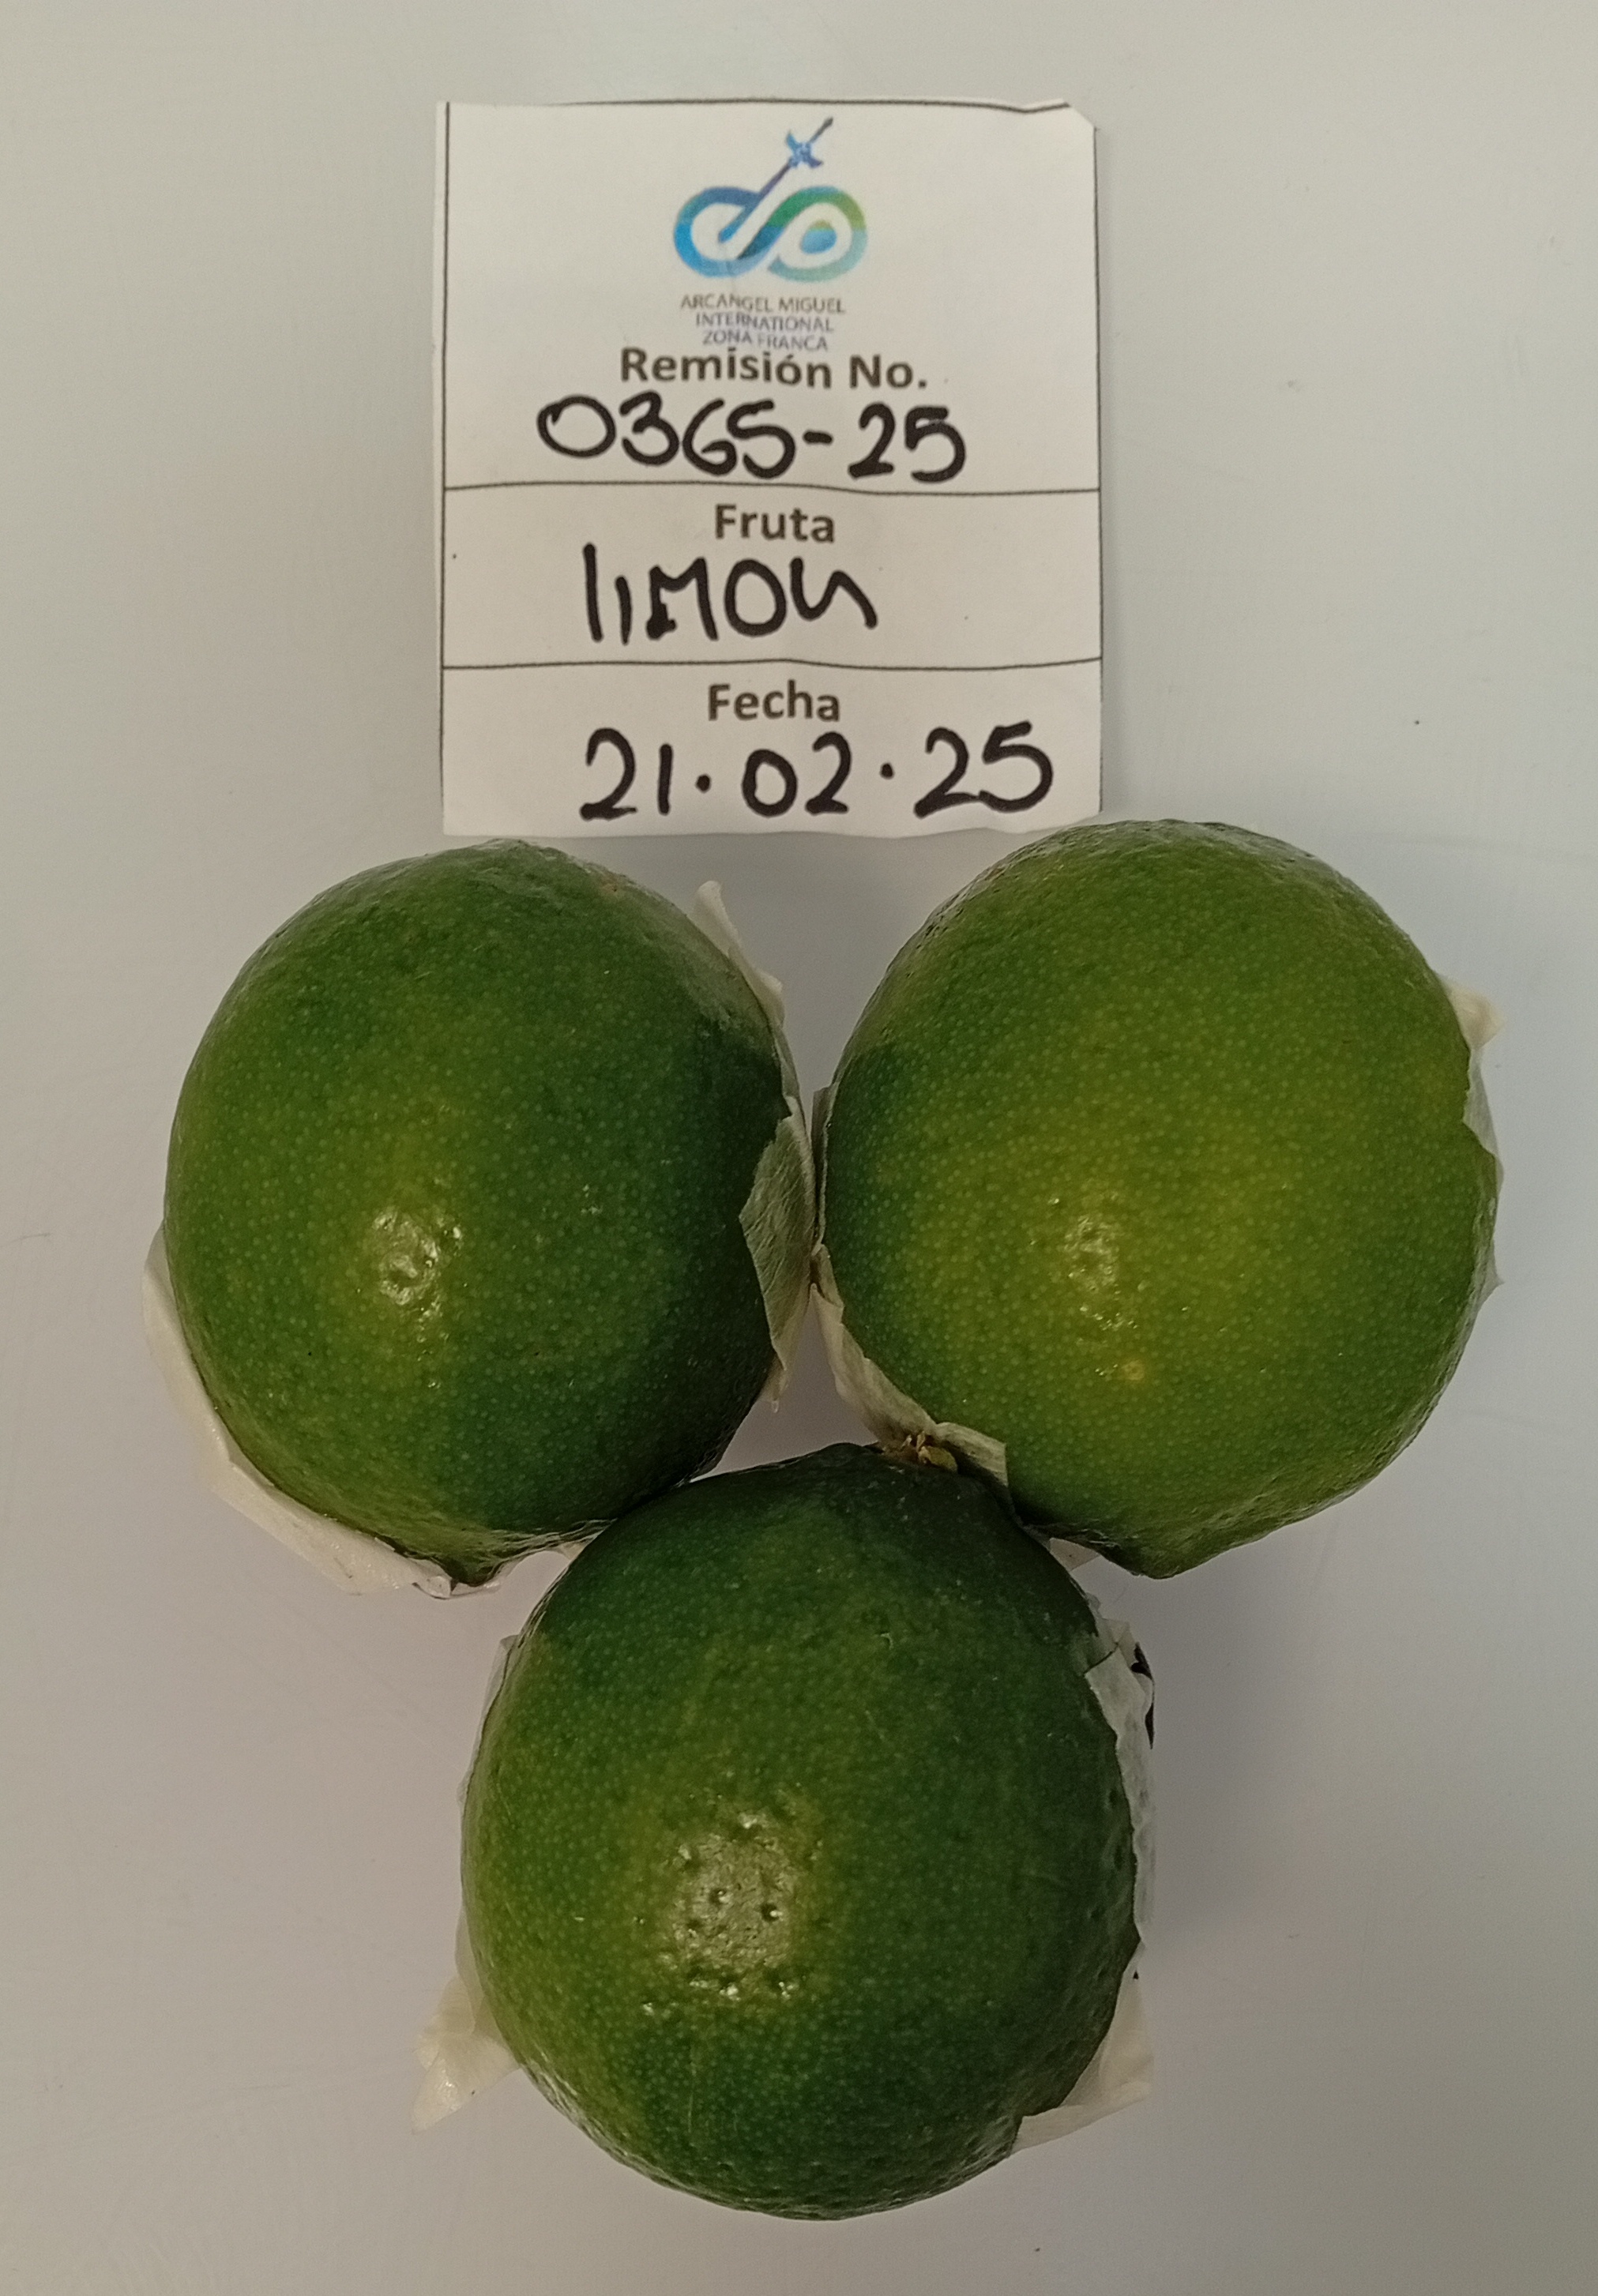 ARCANGEL MIGUEL
INTERNATIONAL
ZONA FRANCA
Remisión No.
0365-25
Fruta
limon
Fecha
21.02.25